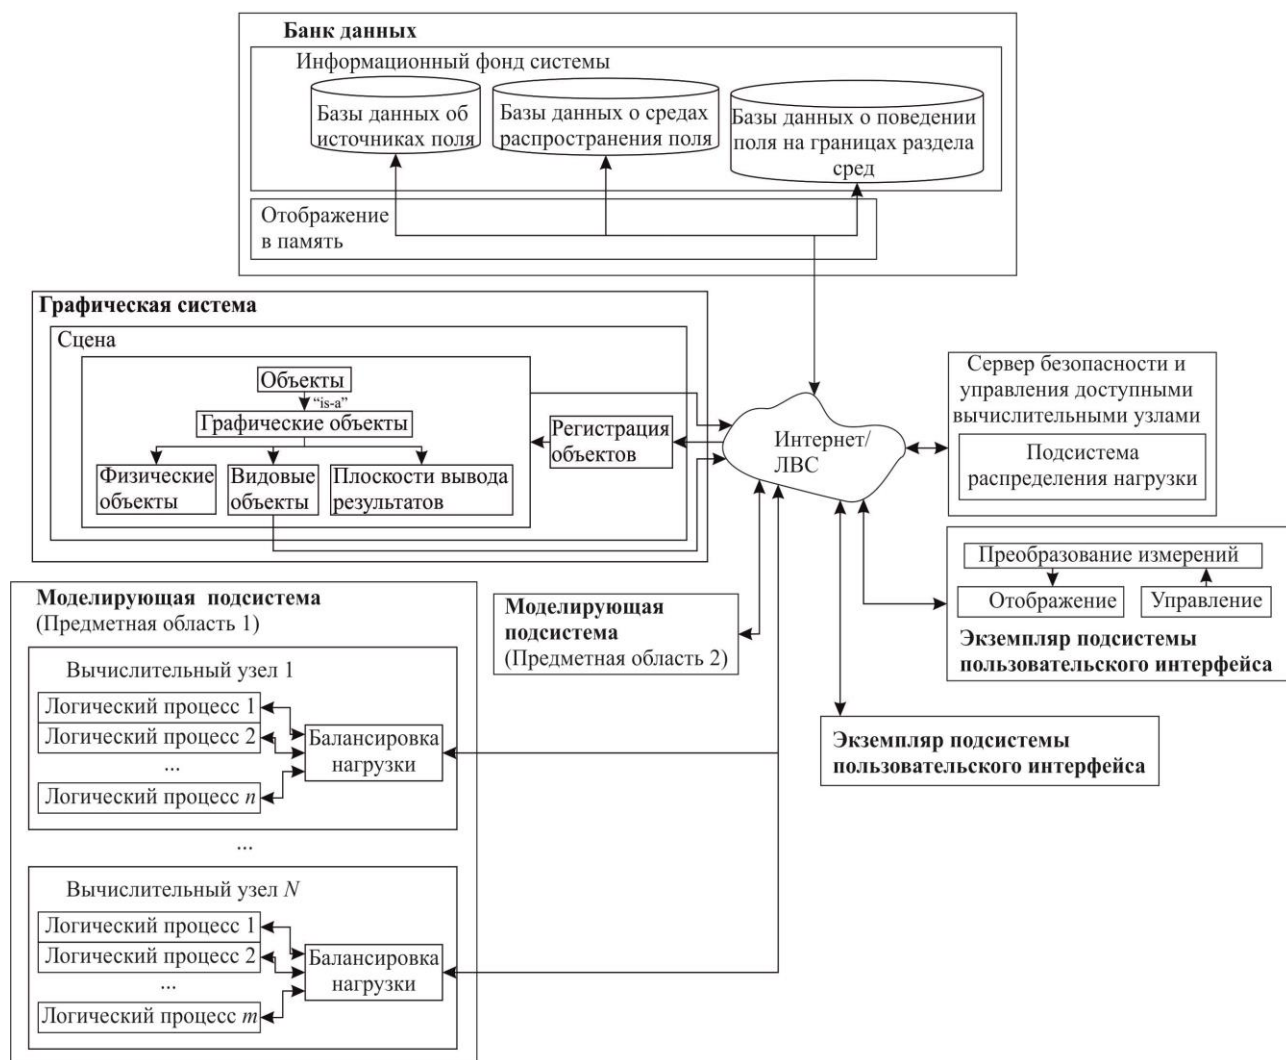 Банк данных
Информационный фонд системы
Базы данных об
источниках поля
Базы данных о средах
распространения поля
Базы данных о поведении
поля на границах раздела
сред
Отображение
в память
Графическая система
Сцена
Объекты
“is-a”
Графические объекты
Физические
объекты
Видовые
объекты
Плоскости вывода
результатов
Регистрация
объектов
Интернет/
ЛВС
Сервер безопасности и
управления доступными
вычислительными узлами
Подсистема
распределения нагрузки
Преобразование измерений
Отображение
Управление
Экземпляр подсистемы
пользовательского интерфейса
Экземпляр подсистемы
пользовательского интерфейса
Моделирующая подсистема
(Предметная область 2)
Моделирующая подсистема
(Предметная область 1)
Вычислительный узел 1
Логический процесс 1
Логический процесс 2
...
Логический процесс n
Балансировка
нагрузки
...
Вычислительный узел N
Логический процесс 1
Логический процесс 2
...
Логический процесс m
Балансировка
нагрузки